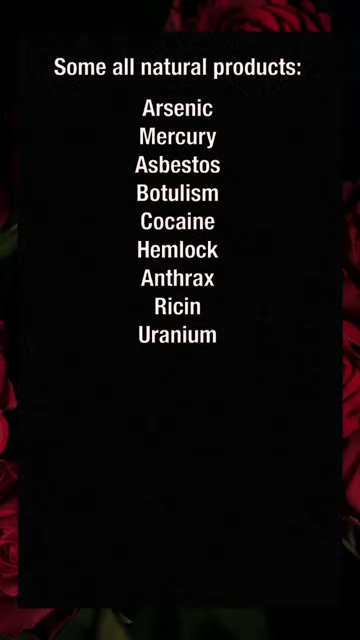 Some all natural products:
Arsenic
Mercury
Asbestos
Botulism
Cocaine
Hemlock
Anthrax
Ricin
Uranium